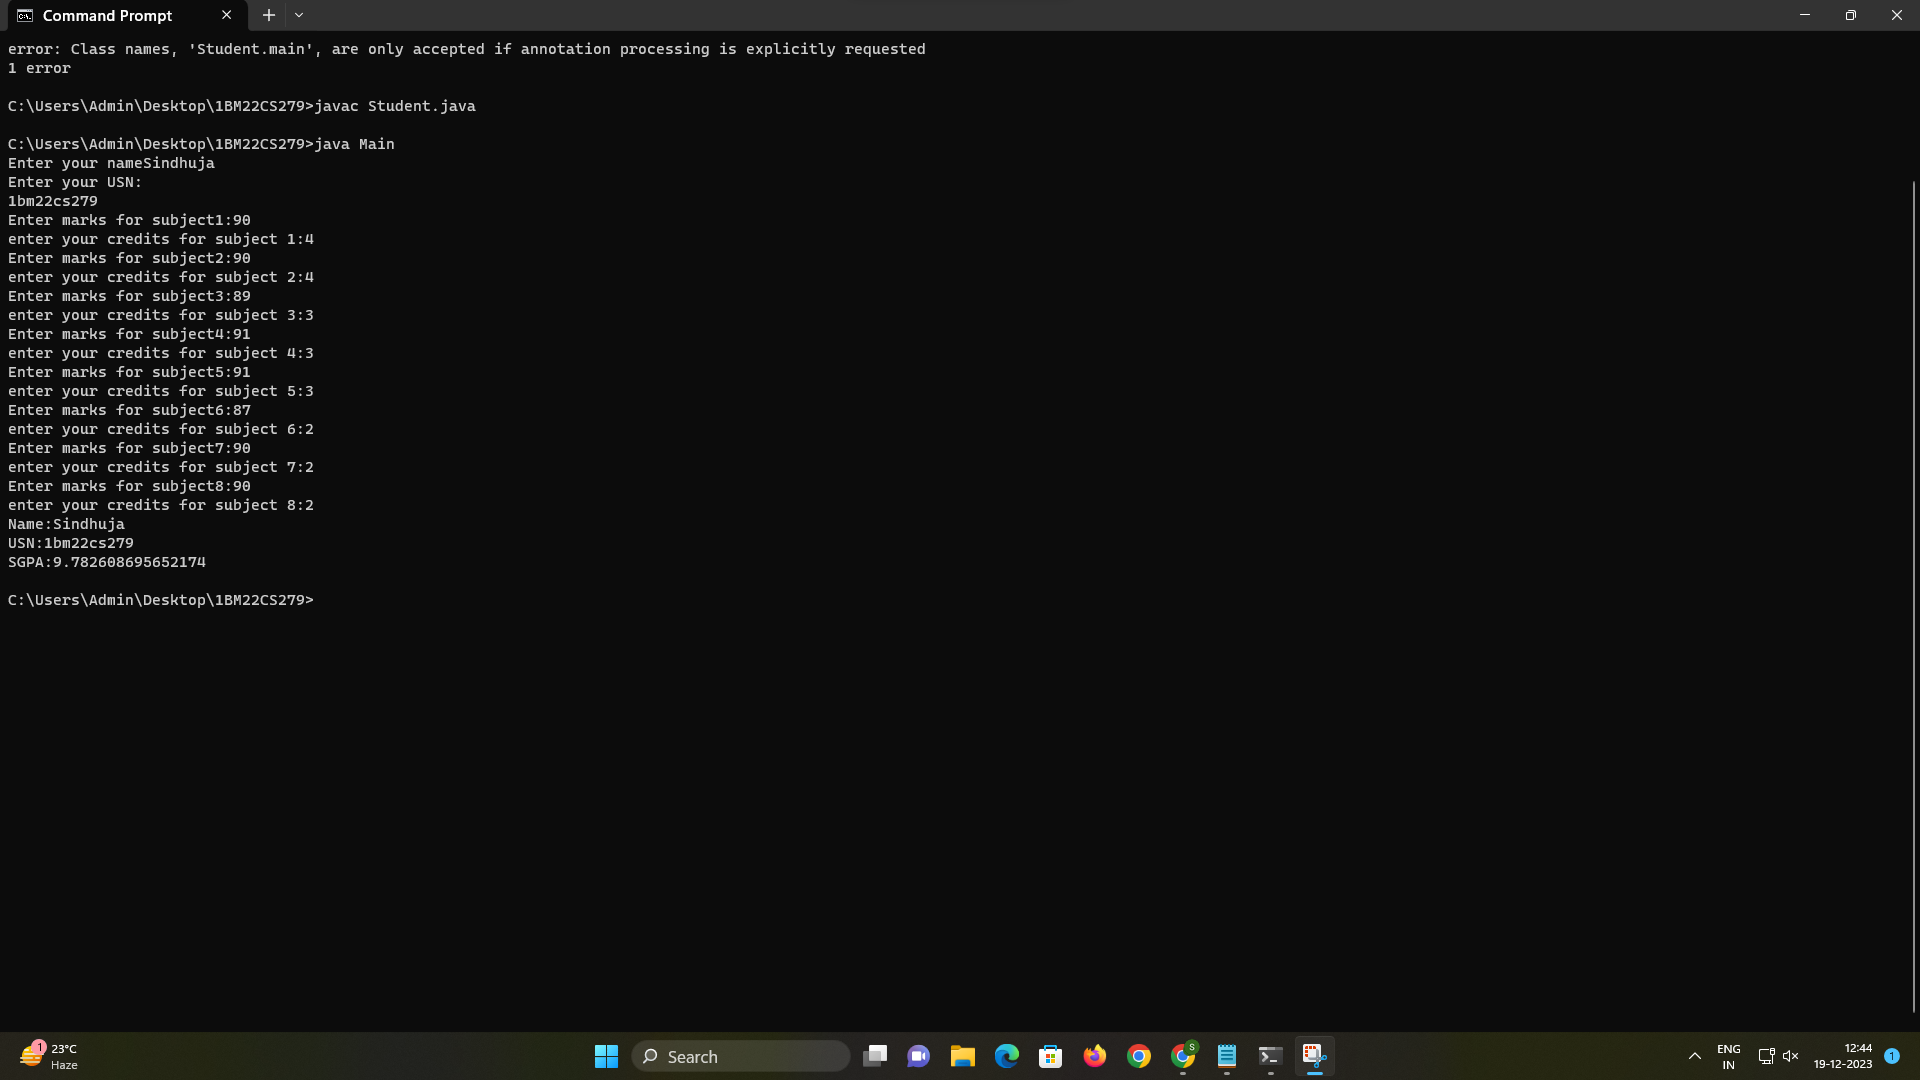 Command Prompt
error: Class names, 'Student.main', are only accepted if annotation processing is explicitly requested
1 error
C:\Users\Admin\Desktop\1BM22CS279>javac Student.java
C:\Users\Admin\Desktop\1BM22CS279>java Main
Enter your nameSindhuja
Enter your USN:
1bm22cs279
Enter marks for subject1:90
enter your credits for subject 1:4
Enter marks for subject2:90
enter your credits for subject 2:4
Enter marks for subject3:89
enter your credits for subject 3:3
Enter marks for subject4:91
enter your credits for subject 4:3
Enter marks for subject5:91
enter your credits for subject 5:3
Enter marks for subject6:87
enter your credits for subject 6:2
Enter marks for subject7:90
enter your credits for subject 7:2
Enter marks for subject8:90
enter your credits for subject 8:2
Name:Sindhuja
USN:1bm22cs279
SGPA:9.782608695652174
C:\Users\Admin\Desktop\1BM22CS279>
1
23°C
Haze
Search
S
ENG
IN
12:44
19-12-2023
1